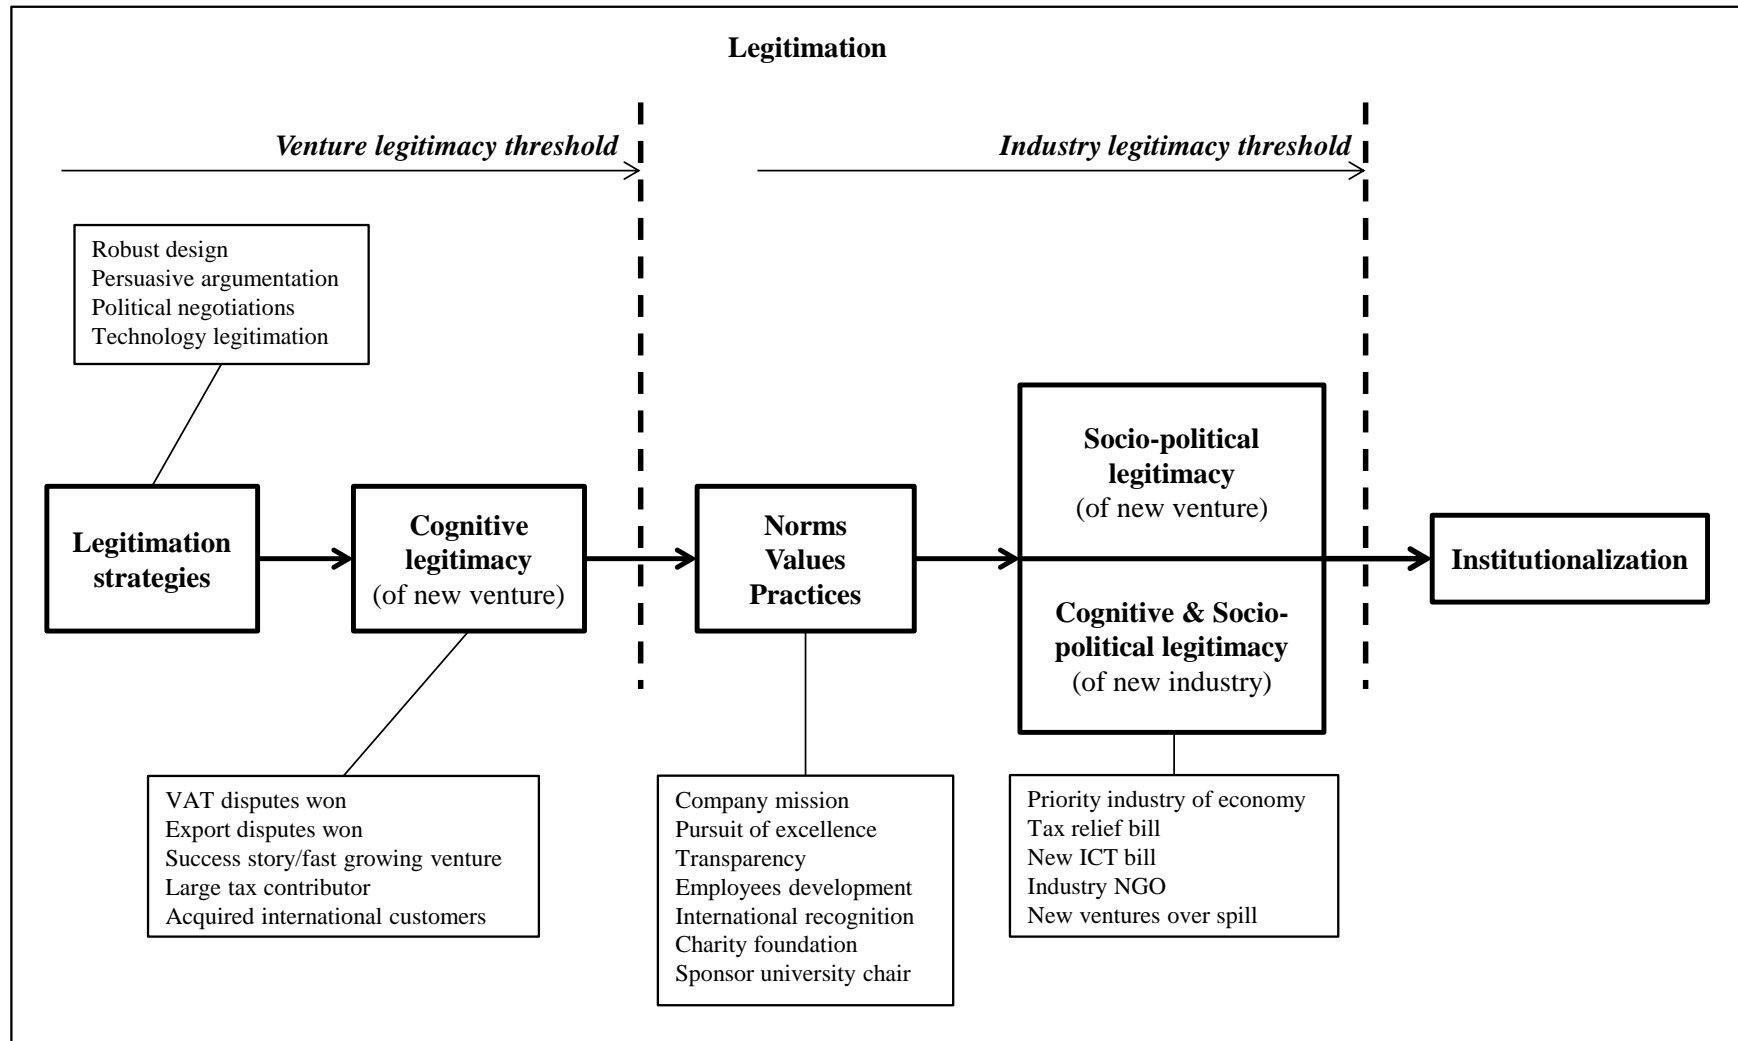 Legitimation
Venture legitimacy threshold
Industry legitimacy threshold
Robust design
Persuasive argumentation
Political negotiations
Technology legitimation
Legitimation
strategies
Cognitive
legitimacy
(of new venture)
Norms
Values
Practices
Socio-political
legitimacy
(of new venture)
Cognitive & Socio-
political legitimacy
(of new industry)
Institutionalization
VAT disputes won
Export disputes won
Success story/fast growing venture
Large tax contributor
Acquired international customers
Company mission
Pursuit of excellence
Transparency
Employees development
International recognition
Charity foundation
Sponsor university chair
Priority industry of economy
Tax relief bill
New ICT bill
Industry NGO
New ventures over spill